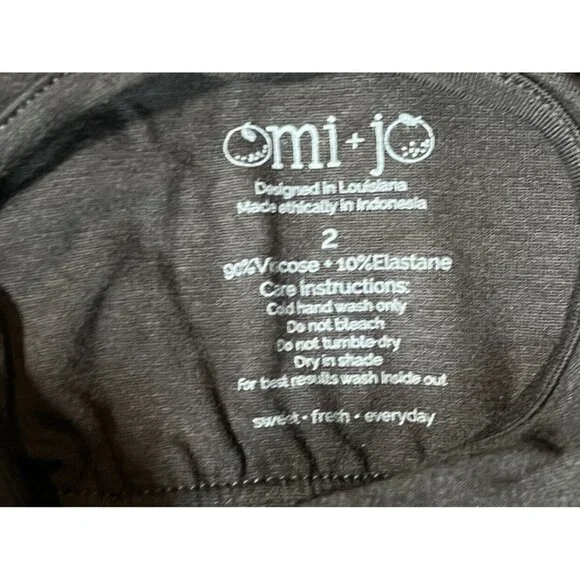 omi+jo
Designed in Louisiana
Made ethically in Indonesia
2
90%Viscose + 10%Elastane
Care Instructions:
Cold hand wash only
Do not bleach
Do not tumble dry
Dry in shade
For best results wash inside out
sweet • fresh • everyday